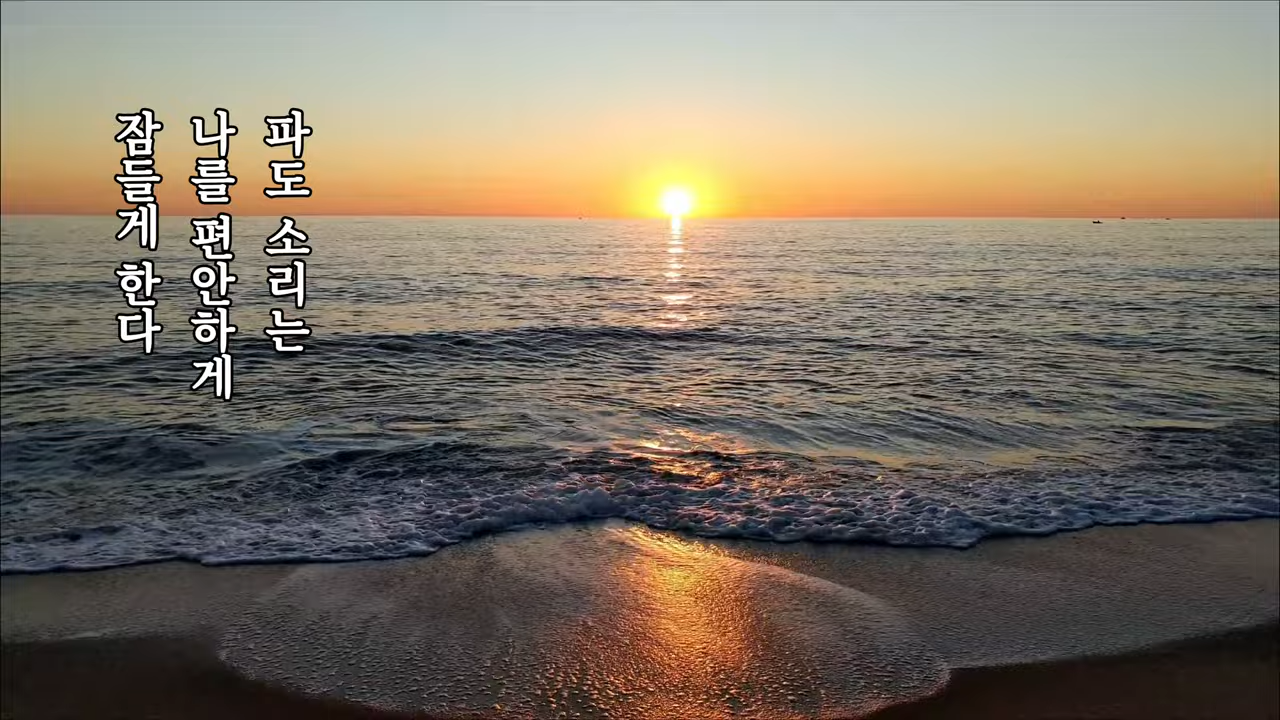 파도 소리는
나를 편안하게
잠들게 한다